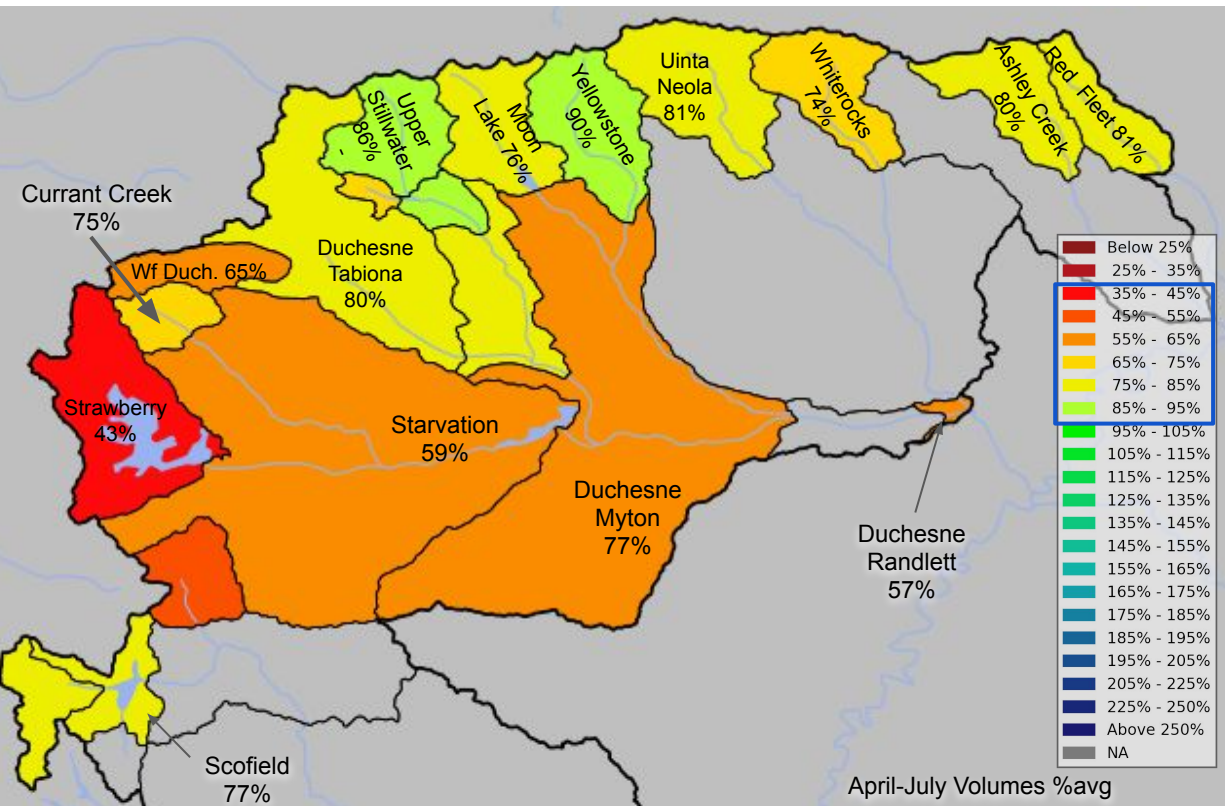 Uinta
Neola
81%
Whiterocks
74%
Ashley Creek
80%
Red Fleet 81%
Yellowstone
90%
Moon
Lake 76%
Upper
Stillwater
86%
-
Currant Creek
75%
Wf Duch. 65%
Duchesne
Tabiona
80%
Strawberry
43%
Starvation
59%
Duchesne
Myton
77%
Duchesne
Randlett
57%
Scofield
77%
Below 25%
25% - 35%
35% - 45%
45% - 55%
55% - 65%
65% - 75%
75% - 85%
85% - 95%
95% - 105%
105% - 115%
115% - 125%
125% - 135%
135% - 145%
145% - 155%
155% - 165%
165% - 175%
175% - 185%
185% - 195%
195% - 205%
205% - 225%
225% - 250%
Above 250%
NA
April-July Volumes %avg